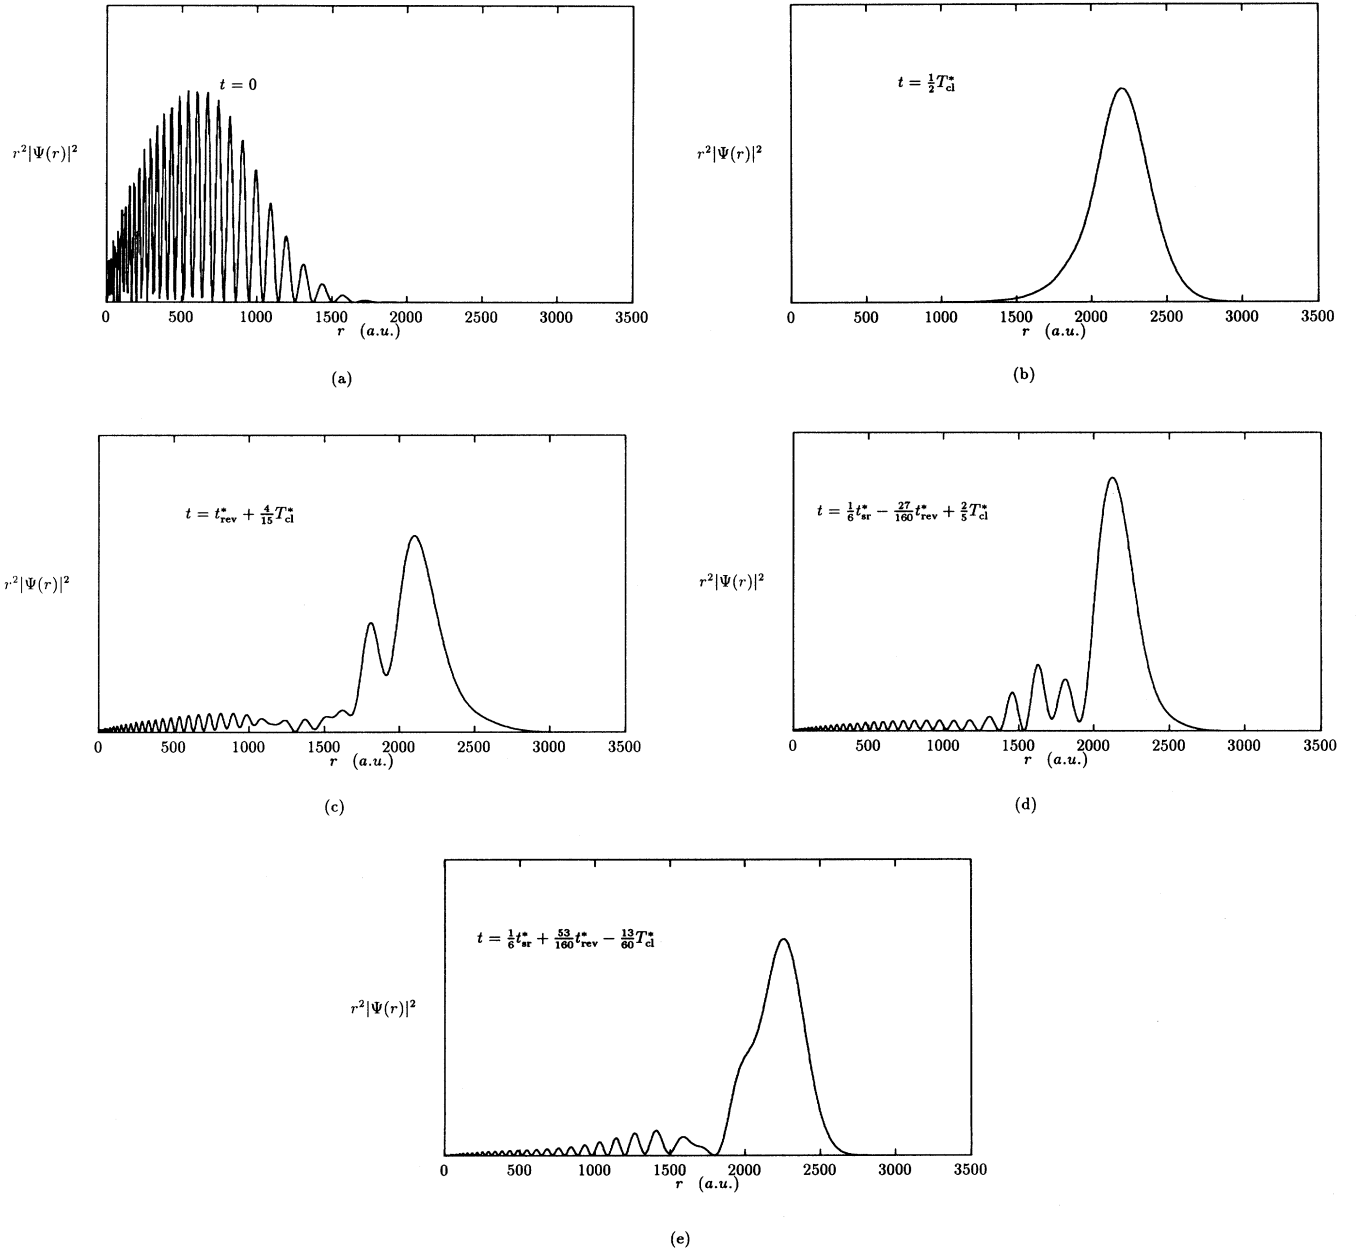 t = 0
r²|Ψ(r)|²
0 500 1000 1500 2000 2500 3000 3500
r (a.u.)
(a)
t = ½T*cl
r²|Ψ(r)|²
0 500 1000 1500 2000 2500 3000 3500
r (a.u.)
(b)
t = t*rev + 4/15 T*cl
r²|Ψ(r)|²
0 500 1000 1500 2000 2500 3000 3500
r (a.u.)
(c)
t = 1/6 t*sr − 27/160 t*rev + 2/5 T*cl
r²|Ψ(r)|²
0 500 1000 1500 2000 2500 3000 3500
r (a.u.)
(d)
t = 1/6 t*sr + 53/160 t*rev − 13/60 T*cl
r²|Ψ(r)|²
0 500 1000 1500 2000 2500 3000 3500
r (a.u.)
(e)